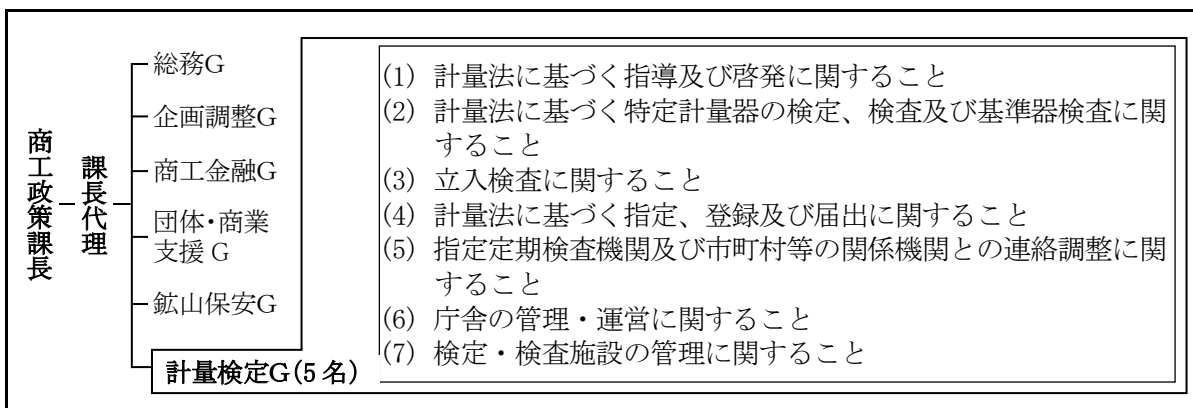 商工政策課長
課長代理
総務G
企画調整G
商工金融G
団体・商業
支援 G
鉱山保安G
計量検定G(5 名)
(1) 計量法に基づく指導及び啓発に関すること
(2) 計量法に基づく特定計量器の検定、検査及び基準器検査に関
すること
(3) 立入検査に関すること
(4) 計量法に基づく指定、登録及び届出に関すること
(5) 指定定期検査機関及び市町村等の関係機関との連絡調整に関
すること
(6) 庁舎の管理・運営に関すること
(7) 検定・検査施設の管理に関すること